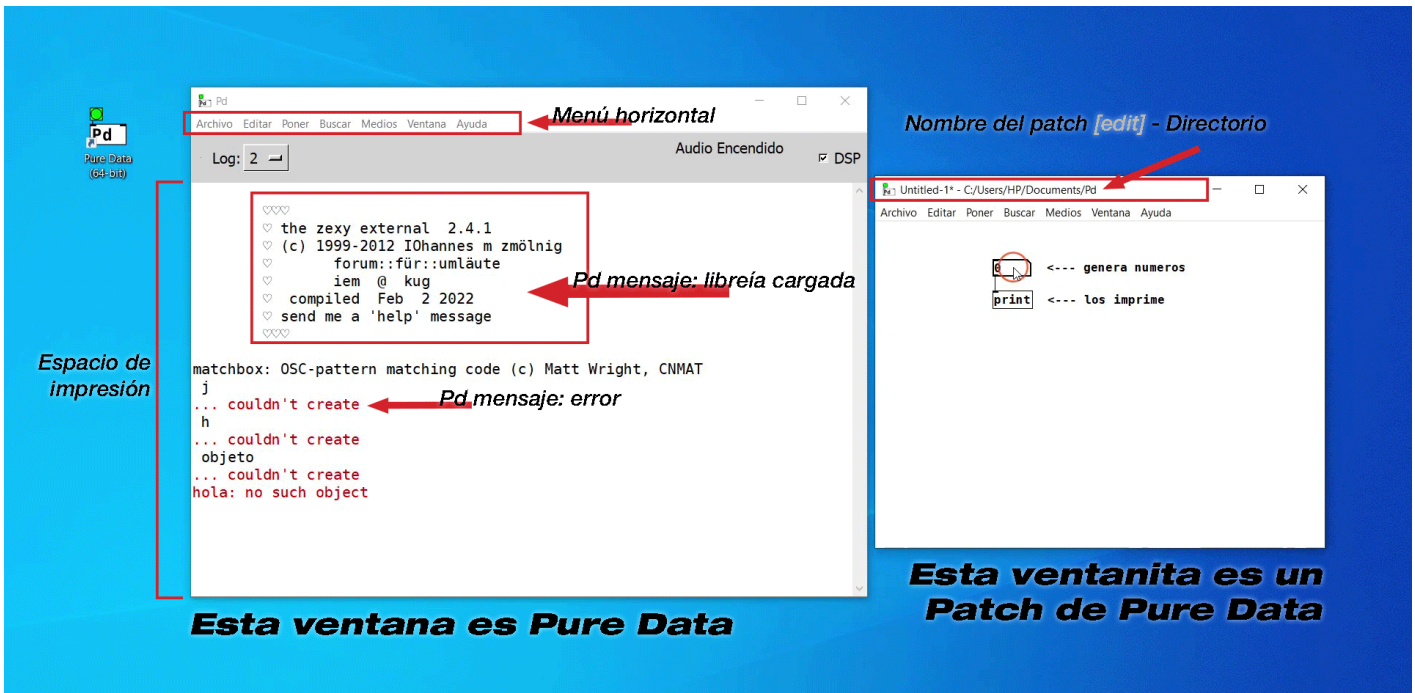 Pd
Pure Data
(64-bit)
Pd
Archivo Editar Poner Buscar Medios Ventana Ayuda
Menú horizontal
Log: 2
Audio Encendido
DSP
♡♡♡
♡ the zexy external 2.4.1
♡ (c) 1999-2012 IOhannes m zmölnig
♡ forum::für::umläute
♡ iem @ kug
♡ compiled Feb 2 2022
♡ send me a 'help' message
♡♡♡
Pd mensaje: libreía cargada
Espacio de
impresión
matchbox: OSC-pattern matching code (c) Matt Wright, CNMAT
j
... couldn't create
Pd mensaje: error
h
... couldn't create
objeto
... couldn't create
hola: no such object
Esta ventana es Pure Data
Nombre del patch [edit] - Directorio
Untitled-1* - C:/Users/HP/Documents/Pd
Archivo Editar Poner Buscar Medios Ventana Ayuda
0
<--- genera numeros
print
<--- los imprime
Esta ventanita es un
Patch de Pure Data